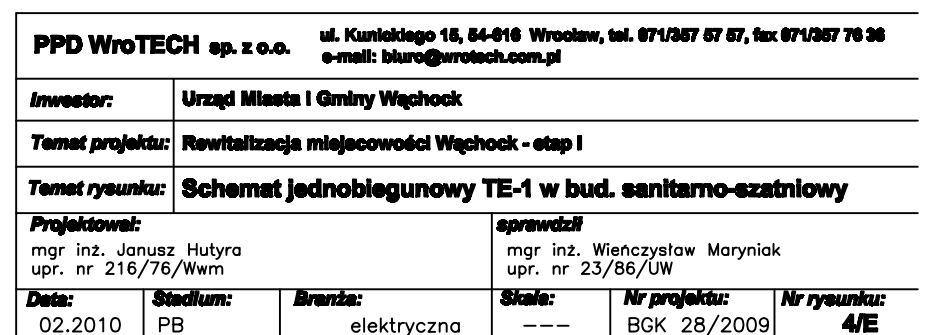 PPD WroTECH sp. z o.o.
ul. Kunickiego 15, 54-616 Wrocław, tel. 071/357 57 57, fax 071/357 76 36
e-mail: biuro@wrotech.com.pl
Inwestor: Urząd Miasta i Gminy Wąchock
Temat projektu: Rewitalizacja miejscowości Wąchock - etap I
Temat rysunku: Schemat jednobiegunowy TE-1 w bud. sanitarno-szatniowy
Projektował: sprawdził
mgr inż. Janusz Hutyra mgr inż. Wieńczysław Maryniak
upr. nr 216/76/Wwm upr. nr 23/86/UW
Data: Stadium: Branża: Skala: Nr projektu: Nr rysunku:
02.2010 PB elektryczna --- BGK 28/2009 4/E